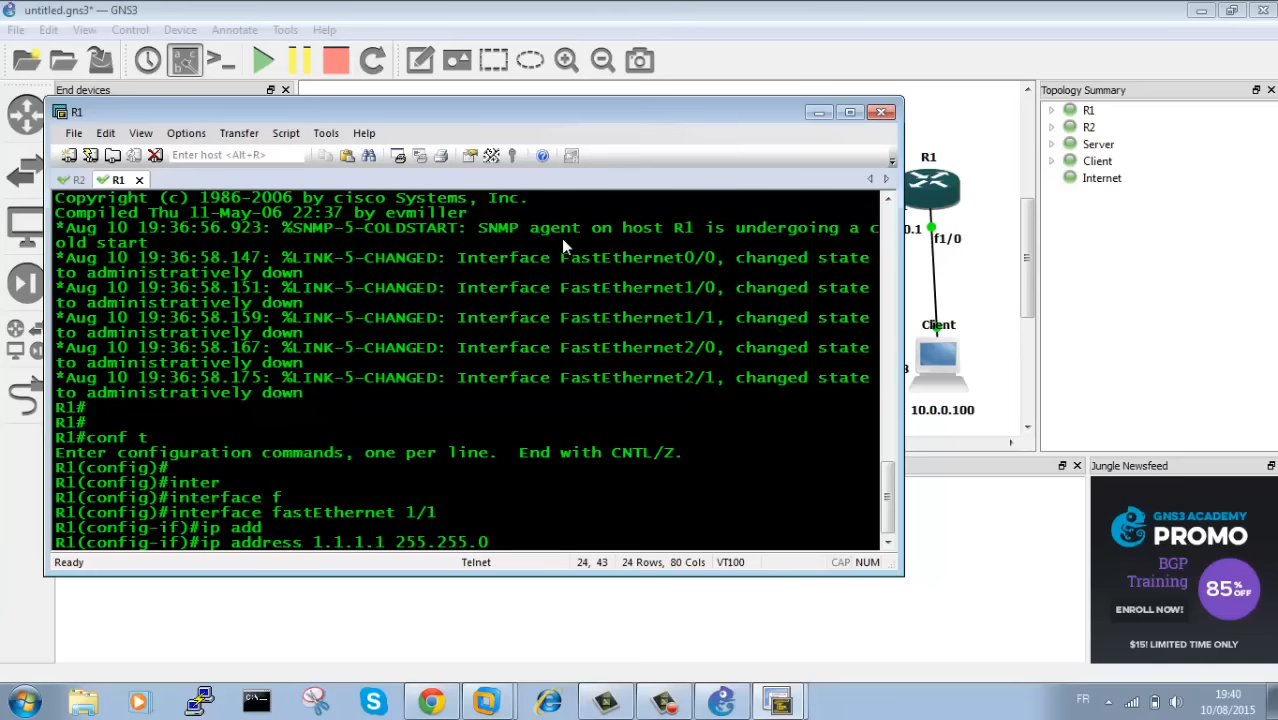 untitled.gns3* — GNS3
File Edit View Control Device Annotate Tools Help
End devices
R1
File Edit View Options Transfer Script Tools Help
Enter host <Alt+R>
R2 R1
Copyright (c) 1986-2006 by cisco Systems, Inc.
Compiled Thu 11-May-06 22:37 by evmiller
*Aug 10 19:36:56.923: %SNMP-5-COLDSTART: SNMP agent on host R1 is undergoing a c
old start
*Aug 10 19:36:58.147: %LINK-5-CHANGED: Interface FastEthernet0/0, changed state
to administratively down
*Aug 10 19:36:58.151: %LINK-5-CHANGED: Interface FastEthernet1/0, changed state
to administratively down
*Aug 10 19:36:58.159: %LINK-5-CHANGED: Interface FastEthernet1/1, changed state
to administratively down
*Aug 10 19:36:58.167: %LINK-5-CHANGED: Interface FastEthernet2/0, changed state
to administratively down
*Aug 10 19:36:58.175: %LINK-5-CHANGED: Interface FastEthernet2/1, changed state
to administratively down
R1#
R1#
R1#conf t
Enter configuration commands, one per line.  End with CNTL/Z.
R1(config)#
R1(config)#inter
R1(config)#interface f
R1(config)#interface fastEthernet 1/1
R1(config-if)#ip add
R1(config-if)#ip address 1.1.1.1 255.255.0
Ready Telnet 24, 43 24 Rows, 80 Cols VT100 CAP NUM
R1
0.1
f1/0
Client
10.0.0.100
Topology Summary
R1
R2
Server
Client
Internet
Jungle Newsfeed
GNS3 ACADEMY
PROMO
BGP
Training
85%
OFF
ENROLL NOW!
$15! LIMITED TIME ONLY
FR
19:40
10/08/2015